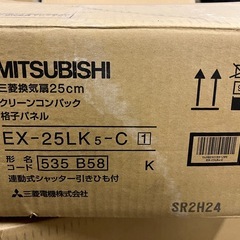 MITSUBISHI
三菱換気扇25cm
クリーンコンパック
格子パネル
EX-25LK5-C 1
形名コード 535 B58 K
連動式シャッター引きひも付
三菱電機株式会社
SR2H24